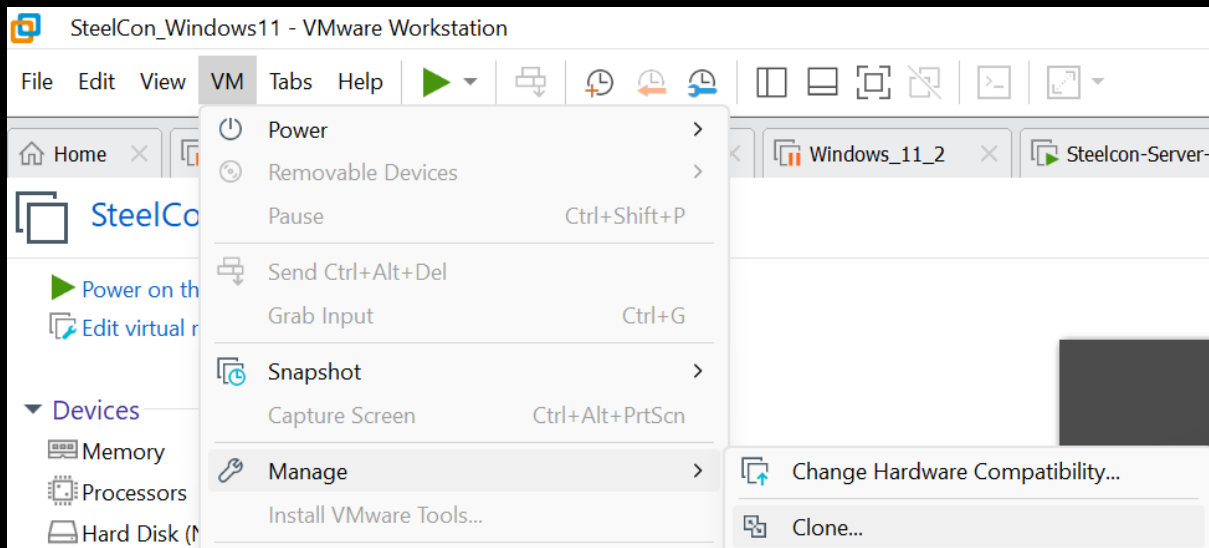 SteelCon_Windows11 - VMware Workstation
File Edit View VM Tabs Help
Home Windows_11_2 Steelcon-Server-
SteelCo
Power on th
Edit virtual r
Devices
Memory
Processors
Hard Disk (N
Power
Removable Devices
Pause Ctrl+Shift+P
Send Ctrl+Alt+Del
Grab Input Ctrl+G
Snapshot
Capture Screen Ctrl+Alt+PrtScn
Manage
Install VMware Tools...
Change Hardware Compatibility...
Clone...